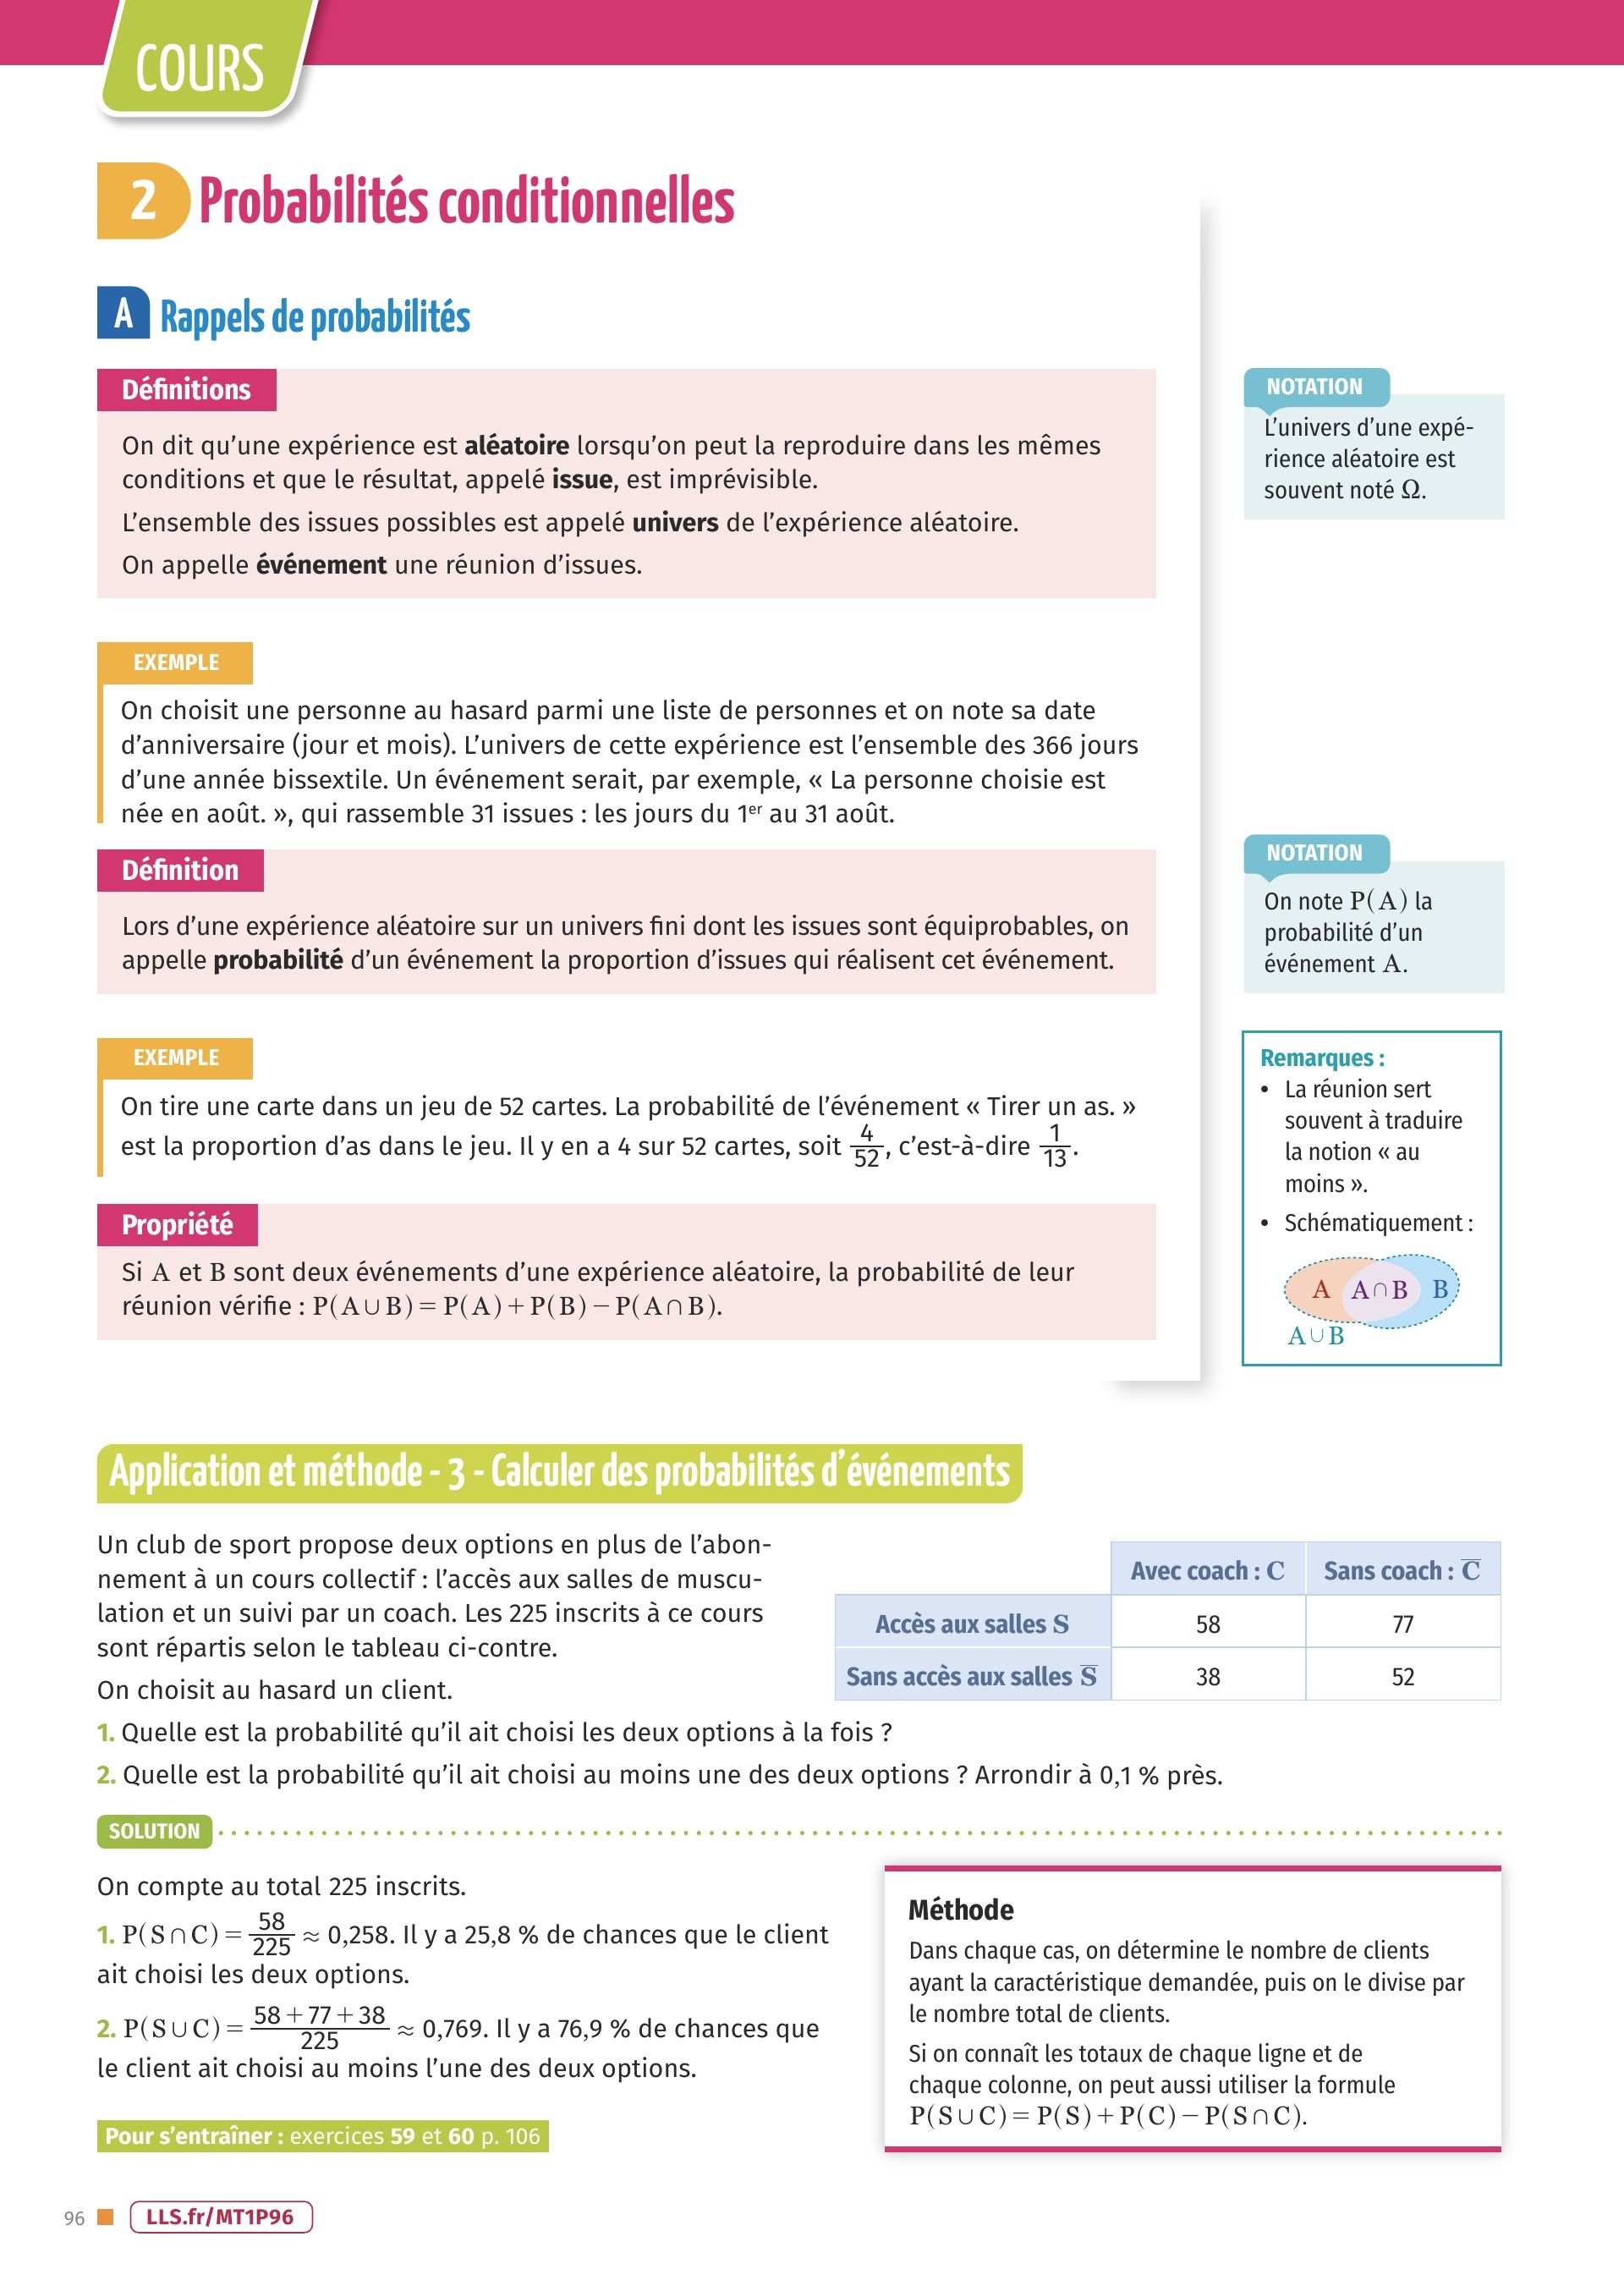 COURS
2 Probabilités conditionnelles
A Rappels de probabilités
Définitions
On dit qu’une expérience est aléatoire lorsqu’on peut la reproduire dans les mêmes
conditions et que le résultat, appelé issue, est imprévisible.
L’ensemble des issues possibles est appelé univers de l’expérience aléatoire.
On appelle événement une réunion d’issues.
NOTATION
L’univers d’une expé-
rience aléatoire est
souvent noté Ω.
EXEMPLE
On choisit une personne au hasard parmi une liste de personnes et on note sa date
d’anniversaire (jour et mois). L’univers de cette expérience est l’ensemble des 366 jours
d’une année bissextile. Un événement serait, par exemple, « La personne choisie est
née en août. », qui rassemble 31 issues : les jours du 1er au 31 août.
Définition
Lors d’une expérience aléatoire sur un univers fini dont les issues sont équiprobables, on
appelle probabilité d’un événement la proportion d’issues qui réalisent cet événement.
NOTATION
On note P(A) la
probabilité d’un
événement A.
EXEMPLE
On tire une carte dans un jeu de 52 cartes. La probabilité de l’événement « Tirer un as. »
est la proportion d’as dans le jeu. Il y en a 4 sur 52 cartes, soit 4/52, c’est-à-dire 1/13.
Propriété
Si A et B sont deux événements d’une expérience aléatoire, la probabilité de leur
réunion vérifie : P(A∪B) = P(A) + P(B) − P(A∩B).
Remarques :
• La réunion sert
souvent à traduire
la notion « au
moins ».
• Schématiquement :
A A∩B B
A∪B
Application et méthode - 3 - Calculer des probabilités d’événements
Un club de sport propose deux options en plus de l’abon-
nement à un cours collectif : l’accès aux salles de muscu-
lation et un suivi par un coach. Les 225 inscrits à ce cours
sont répartis selon le tableau ci-contre.
On choisit au hasard un client.
Avec coach : C Sans coach : C̅
Accès aux salles S 58 77
Sans accès aux salles S̅ 38 52
1. Quelle est la probabilité qu’il ait choisi les deux options à la fois ?
2. Quelle est la probabilité qu’il ait choisi au moins une des deux options ? Arrondir à 0,1 % près.
SOLUTION
On compte au total 225 inscrits.
1. P(S∩C) = 58/225 ≈ 0,258. Il y a 25,8 % de chances que le client
ait choisi les deux options.
2. P(S∪C) = (58 + 77 + 38)/225 ≈ 0,769. Il y a 76,9 % de chances que
le client ait choisi au moins l’une des deux options.
Pour s’entraîner : exercices 59 et 60 p. 106
Méthode
Dans chaque cas, on détermine le nombre de clients
ayant la caractéristique demandée, puis on le divise par
le nombre total de clients.
Si on connaît les totaux de chaque ligne et de
chaque colonne, on peut aussi utiliser la formule
P(S∪C) = P(S) + P(C) − P(S∩C).
96 LLS.fr/MT1P96